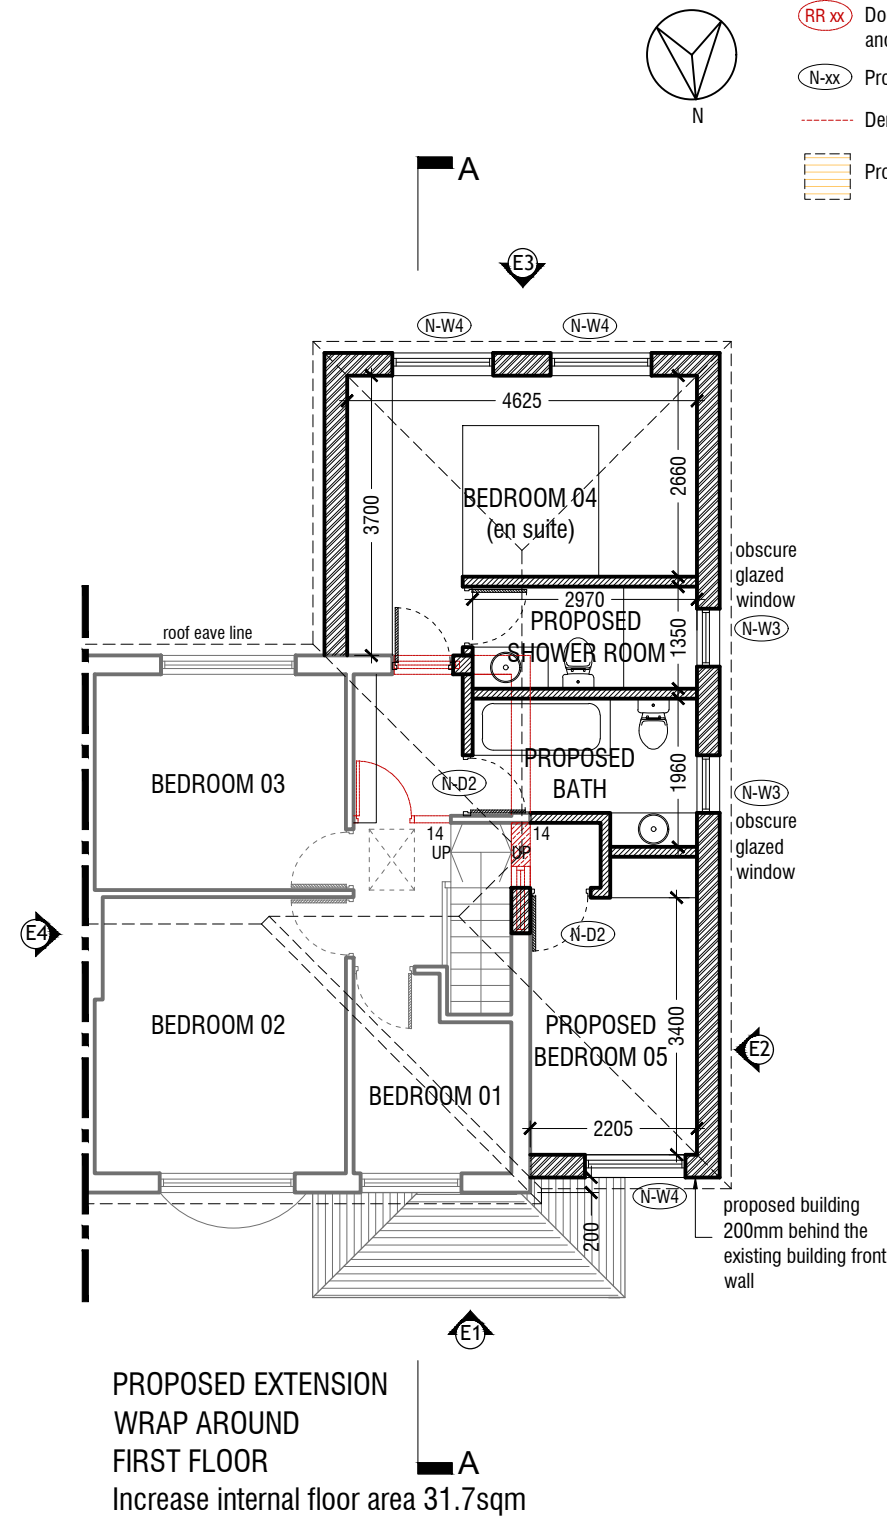 RR xx Do
an
N-xx Pro
N
Der
Pro
A
E3
N-W4 N-W4
4625
2660
3700
BEDROOM 04
(en suite)
obscure
glazed
window
2970
N-W3
PROPOSED
SHOWER ROOM
1350
roof eave line
BEDROOM 03
N-D2
PROPOSED
BATH
1960
N-W3
obscure
glazed
window
14
UP
14
UP
E4
N-D2
BEDROOM 02
PROPOSED
BEDROOM 05
3400
E2
BEDROOM 01
2205
N-W4
200
proposed building
200mm behind the
existing building front
wall
E1
PROPOSED EXTENSION
WRAP AROUND
FIRST FLOOR
A
Increase internal floor area 31.7sqm